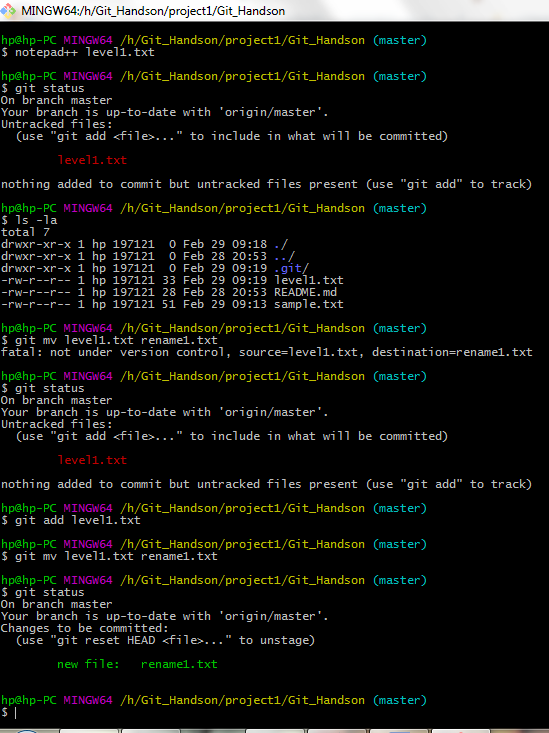 MINGW64:/h/Git_Handson/project1/Git_Handson
hp@hp-PC MINGW64 /h/Git_Handson/project1/Git_Handson (master)
$ notepad++ level1.txt
hp@hp-PC MINGW64 /h/Git_Handson/project1/Git_Handson (master)
$ git status
On branch master
Your branch is up-to-date with 'origin/master'.
Untracked files:
  (use "git add <file>..." to include in what will be committed)
        level1.txt
nothing added to commit but untracked files present (use "git add" to track)
hp@hp-PC MINGW64 /h/Git_Handson/project1/Git_Handson (master)
$ ls -la
total 7
drwxr-xr-x 1 hp 197121  0 Feb 29 09:18 ./
drwxr-xr-x 1 hp 197121  0 Feb 28 20:53 ../
drwxr-xr-x 1 hp 197121  0 Feb 29 09:19 .git/
-rw-r--r-- 1 hp 197121 33 Feb 29 09:19 level1.txt
-rw-r--r-- 1 hp 197121 28 Feb 28 20:53 README.md
-rw-r--r-- 1 hp 197121 51 Feb 29 09:13 sample.txt
hp@hp-PC MINGW64 /h/Git_Handson/project1/Git_Handson (master)
$ git mv level1.txt rename1.txt
fatal: not under version control, source=level1.txt, destination=rename1.txt
hp@hp-PC MINGW64 /h/Git_Handson/project1/Git_Handson (master)
$ git status
On branch master
Your branch is up-to-date with 'origin/master'.
Untracked files:
  (use "git add <file>..." to include in what will be committed)
        level1.txt
nothing added to commit but untracked files present (use "git add" to track)
hp@hp-PC MINGW64 /h/Git_Handson/project1/Git_Handson (master)
$ git add level1.txt
hp@hp-PC MINGW64 /h/Git_Handson/project1/Git_Handson (master)
$ git mv level1.txt rename1.txt
hp@hp-PC MINGW64 /h/Git_Handson/project1/Git_Handson (master)
$ git status
On branch master
Your branch is up-to-date with 'origin/master'.
Changes to be committed:
  (use "git reset HEAD <file>..." to unstage)
        new file:   rename1.txt
hp@hp-PC MINGW64 /h/Git_Handson/project1/Git_Handson (master)
$